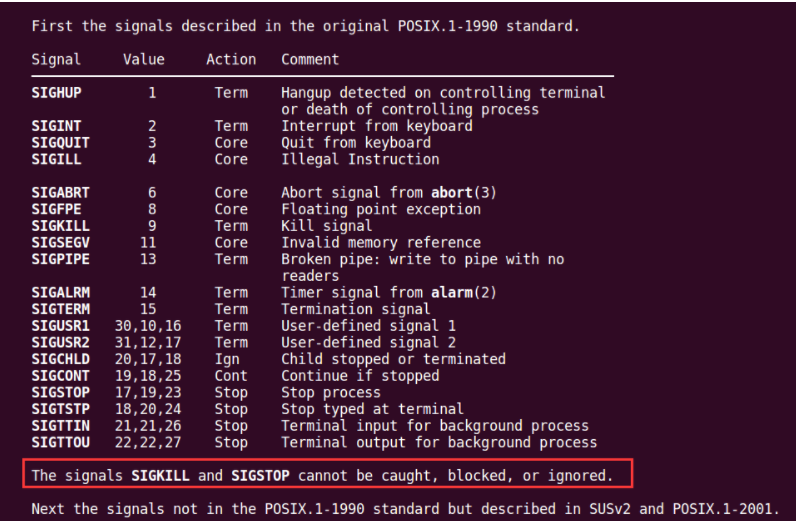 First the signals described in the original POSIX.1-1990 standard.
Signal Value Action Comment
SIGHUP 1 Term Hangup detected on controlling terminal
or death of controlling process
SIGINT 2 Term Interrupt from keyboard
SIGQUIT 3 Core Quit from keyboard
SIGILL 4 Core Illegal Instruction
SIGABRT 6 Core Abort signal from abort(3)
SIGFPE 8 Core Floating point exception
SIGKILL 9 Term Kill signal
SIGSEGV 11 Core Invalid memory reference
SIGPIPE 13 Term Broken pipe: write to pipe with no
readers
SIGALRM 14 Term Timer signal from alarm(2)
SIGTERM 15 Term Termination signal
SIGUSR1 30,10,16 Term User-defined signal 1
SIGUSR2 31,12,17 Term User-defined signal 2
SIGCHLD 20,17,18 Ign Child stopped or terminated
SIGCONT 19,18,25 Cont Continue if stopped
SIGSTOP 17,19,23 Stop Stop process
SIGTSTP 18,20,24 Stop Stop typed at terminal
SIGTTIN 21,21,26 Stop Terminal input for background process
SIGTTOU 22,22,27 Stop Terminal output for background process
The signals SIGKILL and SIGSTOP cannot be caught, blocked, or ignored.
Next the signals not in the POSIX.1-1990 standard but described in SUSv2 and POSIX.1-2001.